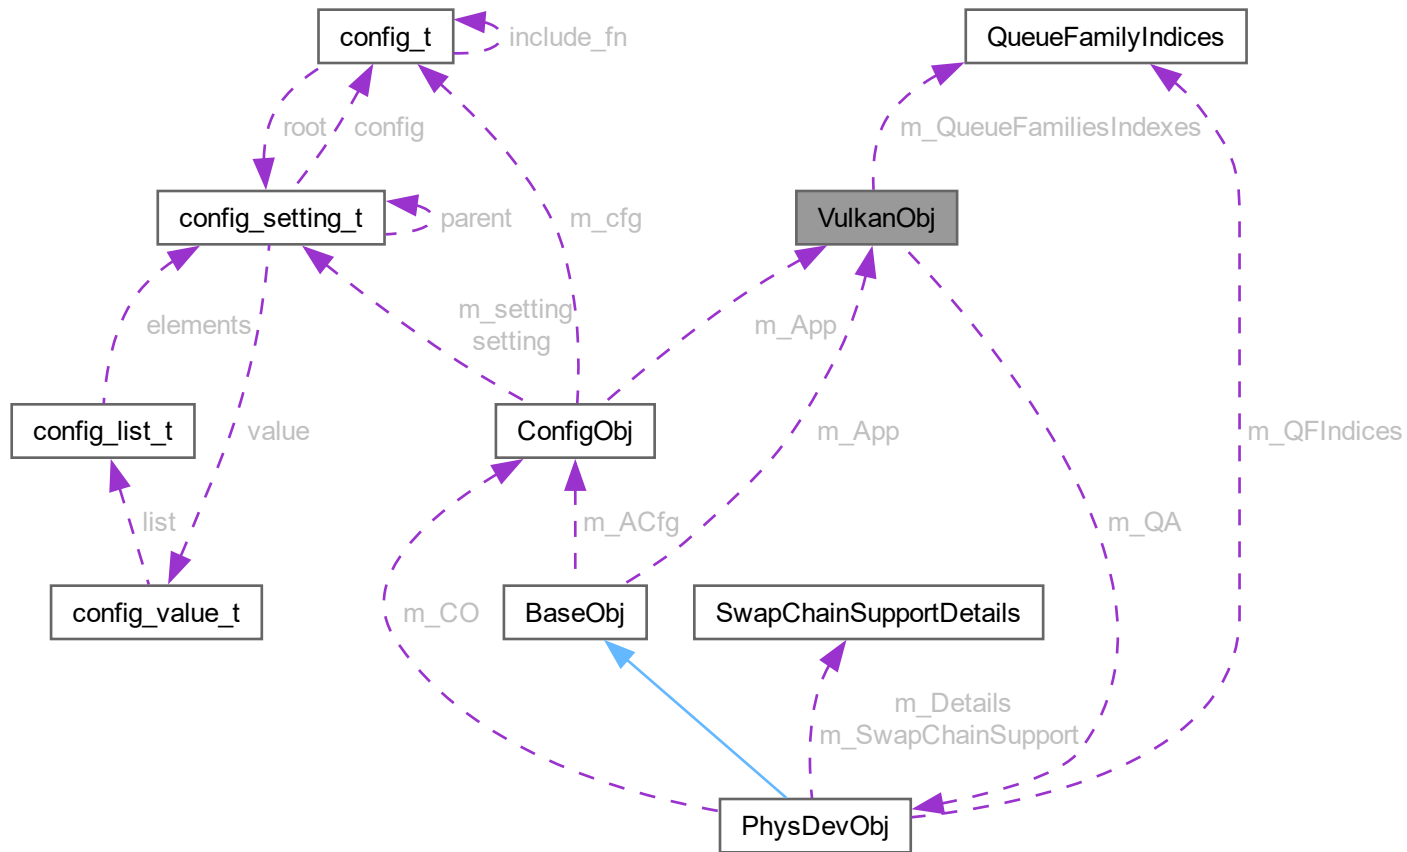 config_t
include_fn
QueueFamilyIndices
root
config
m_QueueFamiliesIndexes
config_setting_t
parent
m_cfg
VulkanObj
elements
m_setting
setting
m_App
config_list_t
value
ConfigObj
m_App
m_QFIndices
list
m_ACfg
m_QA
config_value_t
m_CO
BaseObj
SwapChainSupportDetails
m_Details
m_SwapChainSupport
PhysDevObj